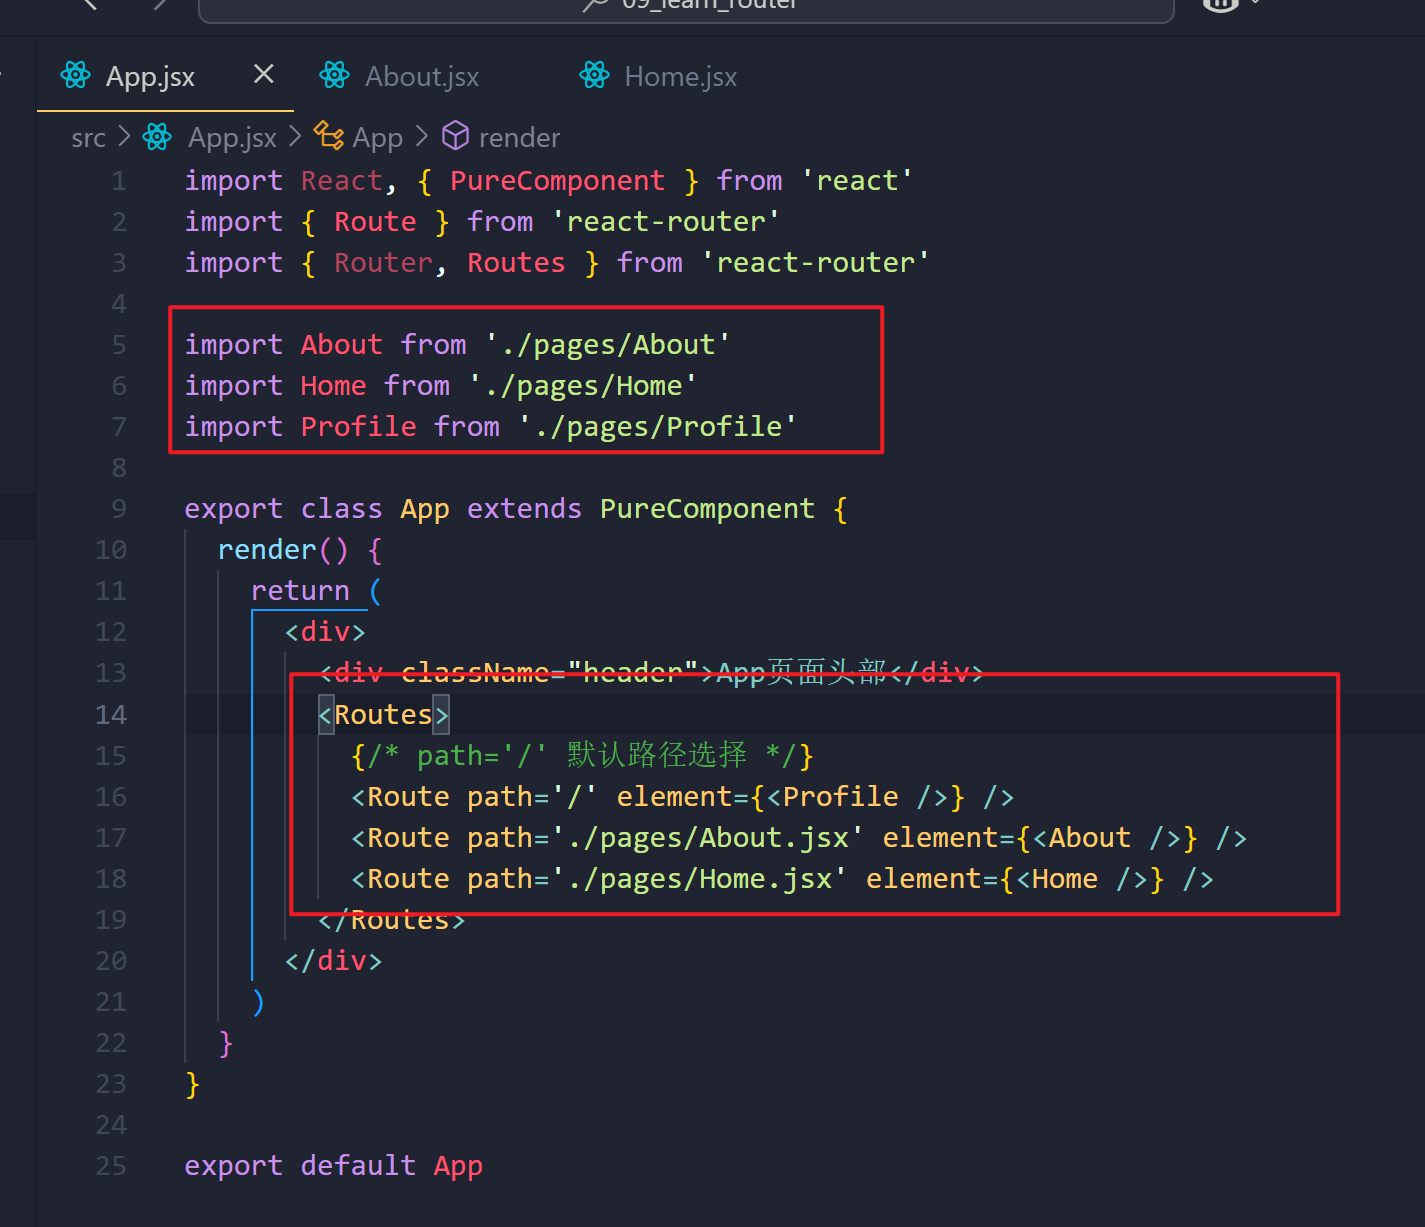 09_learn_router
App.jsx About.jsx Home.jsx
src > App.jsx > App > render
1 import React, { PureComponent } from 'react'
2 import { Route } from 'react-router'
3 import { Router, Routes } from 'react-router'
4
5 import About from './pages/About'
6 import Home from './pages/Home'
7 import Profile from './pages/Profile'
8
9 export class App extends PureComponent {
10 render() {
11 return (
12 <div>
13 <div className="header">App页面头部</div>
14 <Routes>
15 {/* path='/' 默认路径选择 */}
16 <Route path='/' element={<Profile />} />
17 <Route path='./pages/About.jsx' element={<About />} />
18 <Route path='./pages/Home.jsx' element={<Home />} />
19 </Routes>
20 </div>
21 )
22 }
23 }
24
25 export default App